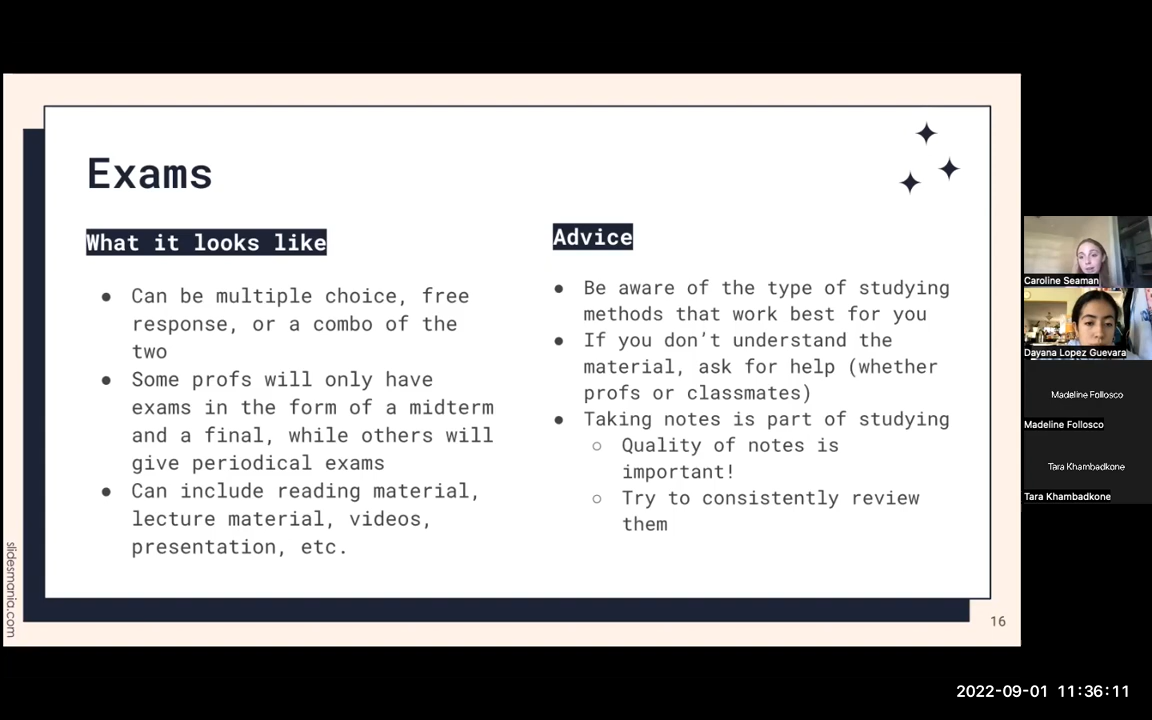 Exams
What it looks like
● Can be multiple choice, free
response, or a combo of the
two
● Some profs will only have
exams in the form of a midterm
and a final, while others will
give periodical exams
● Can include reading material,
lecture material, videos,
presentation, etc.
Advice
● Be aware of the type of studying
methods that work best for you
● If you don’t understand the
material, ask for help (whether
profs or classmates)
● Taking notes is part of studying
○ Quality of notes is
important!
○ Try to consistently review
them
slidesmania.com
16
Caroline Seaman
Dayana Lopez Guevara
Madeline Follosco
Madeline Follosco
Tara Khambadkone
Tara Khambadkone
2022-09-01 11:36:11